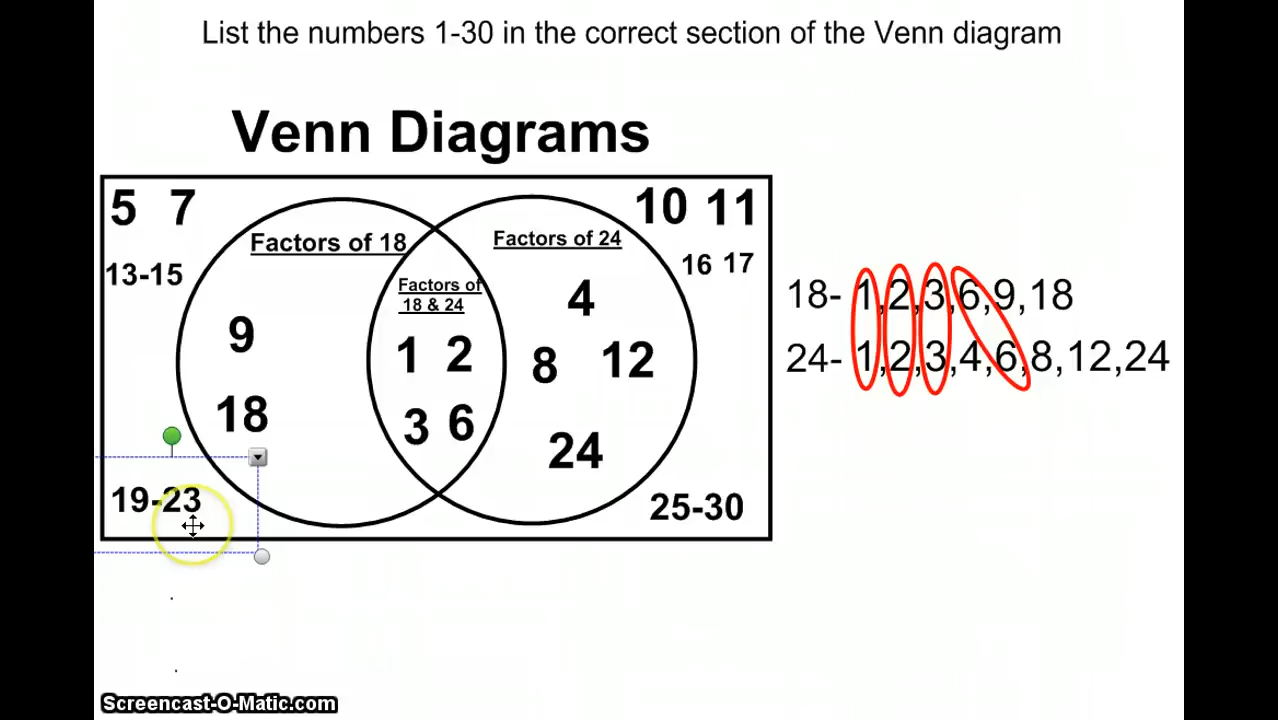 List the numbers 1-30 in the correct section of the Venn diagram
Venn Diagrams
5 7
10 11
Factors of 18
Factors of 24
13-15
16 17
Factors of
18 & 24
9
18
1 2
3 6
4
8 12
24
19-23
25-30
18- 1,2,3,6,9,18
24- 1,2,3,4,6,8,12,24
Screencast-O-Matic.com